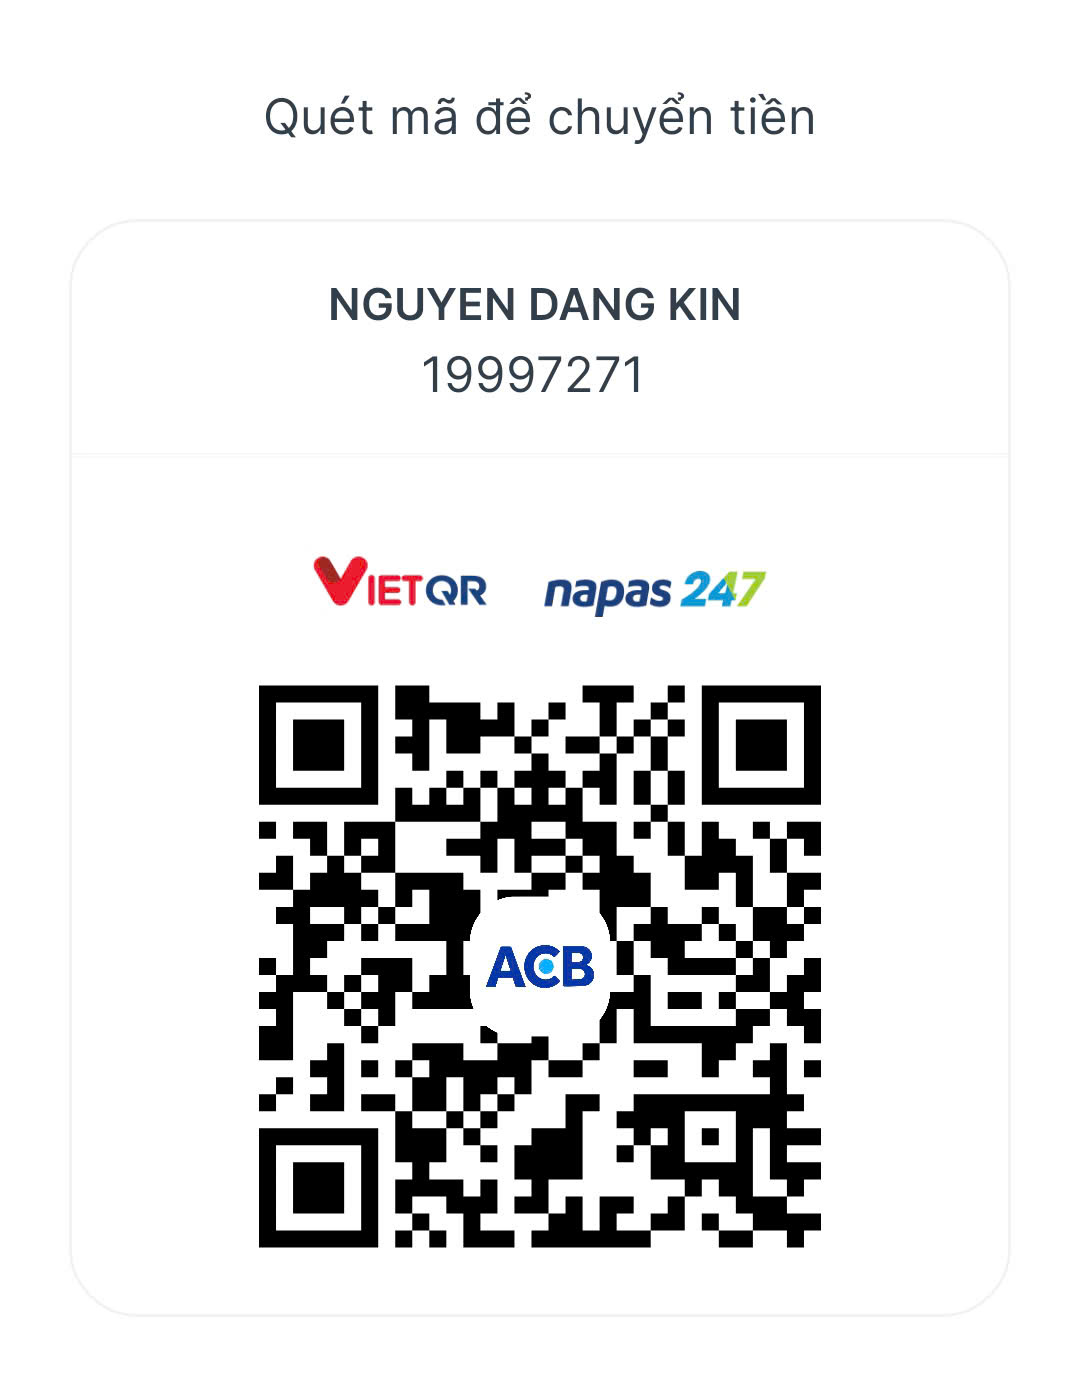 Quét mã để chuyển tiền
NGUYEN DANG KIN
19997271
VIETQR napas 247
ACB